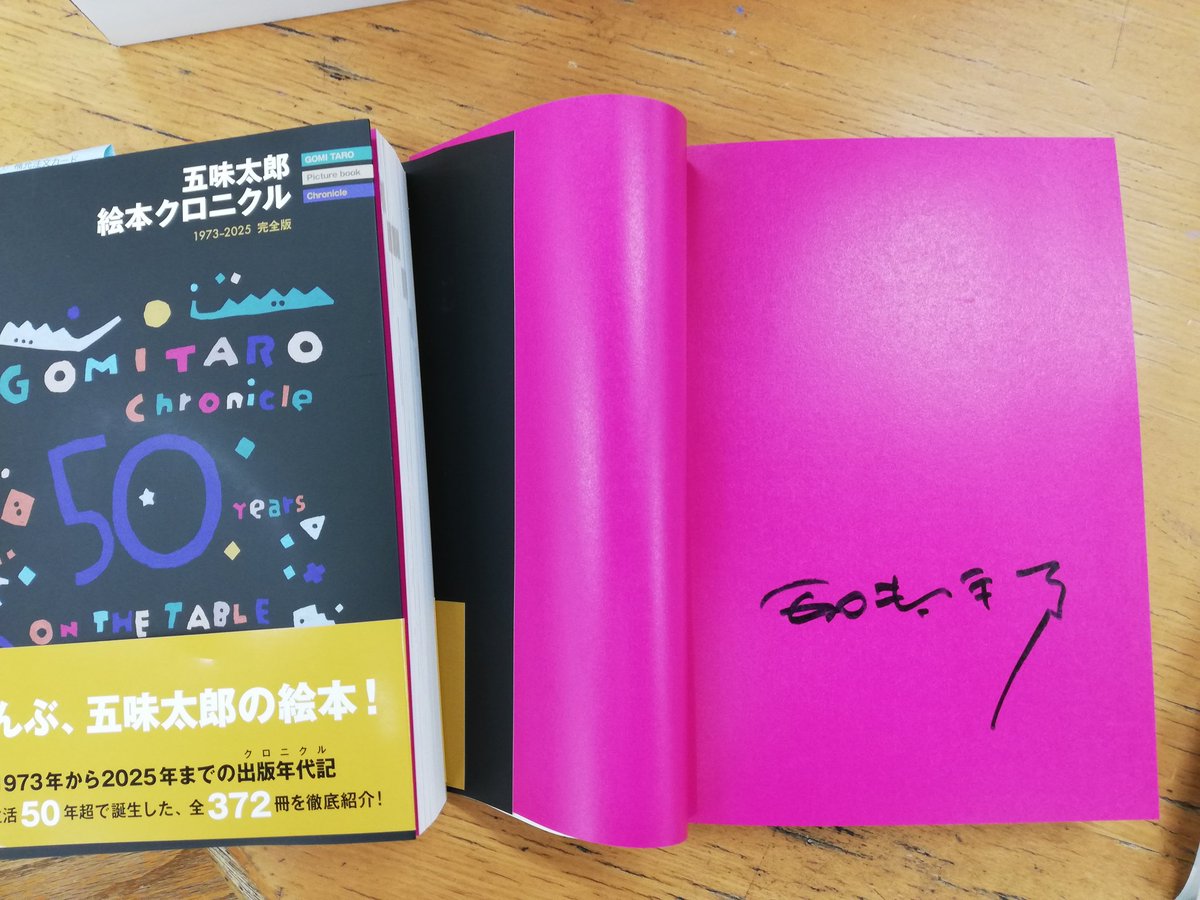 五味太郎
絵本クロニクル
1973-2025 完全版
GOMI TARO
Picture book
Chronicle
GOMI TARO
Chronicle
50
years
ON THE TABLE
んぶ、五味太郎の絵本!
クロニクル
1973年から2025年までの出版年代記
活50年超で誕生した、全372冊を徹底紹介!